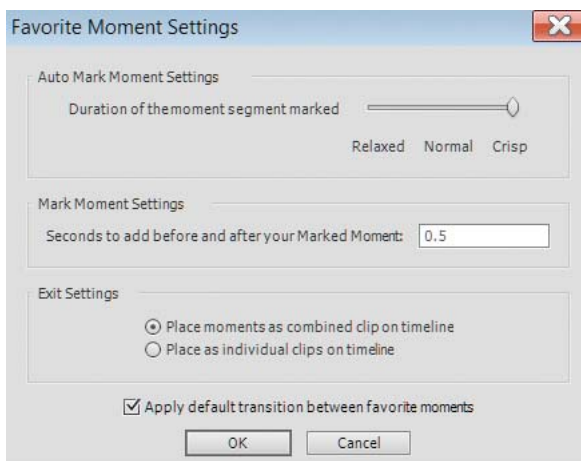 Favorite Moment Settings
Auto Mark Moment Settings
Duration of the moment segment marked
Relaxed Normal Crisp
Mark Moment Settings
Seconds to add before and after your Marked Moment: 0.5
Exit Settings
Place moments as combined clip on timeline
Place as individual clips on timeline
Apply default transition between favorite moments
OK Cancel